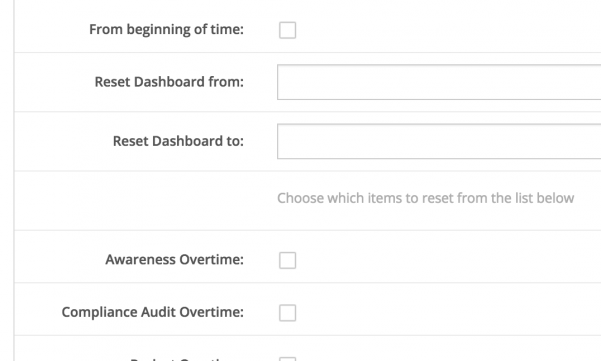 From beginning of time:
Reset Dashboard from:
Reset Dashboard to:
Choose which items to reset from the list below
Awareness Overtime:
Compliance Audit Overtime: